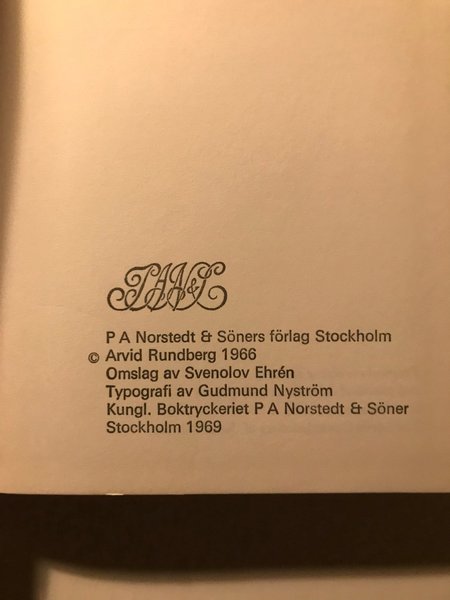 PAN&S
P A Norstedt & Söners förlag Stockholm
© Arvid Rundberg 1966
Omslag av Svenolov Ehrén
Typografi av Gudmund Nyström
Kungl. Boktryckeriet P A Norstedt & Söner
Stockholm 1969